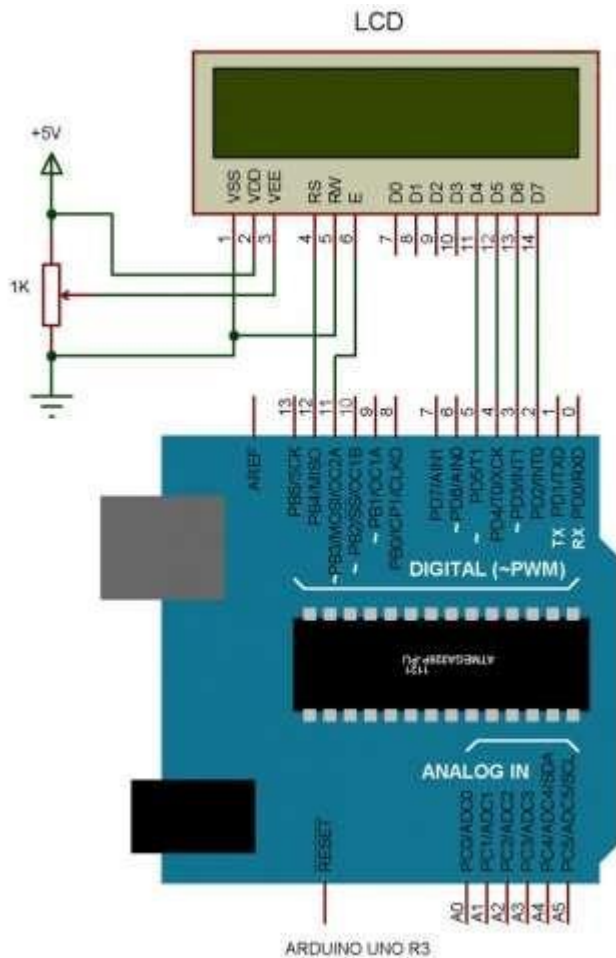 LCD
+5V
1K
VSS
VDD
VEE
RS
RW
E
D0
D1
D2
D3
D4
D5
D6
D7
1
2
3
4
5
6
7
8
9
10
11
12
13
14
AREF
13
12
11
10
9
8
7
6
5
4
3
2
1
0
PB5/SCK
PB4/MISO
~ PB3/MOSI/OC2A
~ PB2/SS/OC1B
~ PB1/OC1A
PB0/ICP1/CLKO
PD7/AIN1
~ PD6/AIN0
~ PD5/T1
PD4/T0/XCK
~ PD3/INT1
PD2/INT0
TX PD1/TXD
RX PD0/RXD
DIGITAL (~PWM)
ATMEGA328P-PU
1121
ANALOG IN
RESET
PC0/ADC0
PC1/ADC1
PC2/ADC2
PC3/ADC3
PC4/ADC4/SDA
PC5/ADC5/SCL
A0
A1
A2
A3
A4
A5
ARDUINO UNO R3